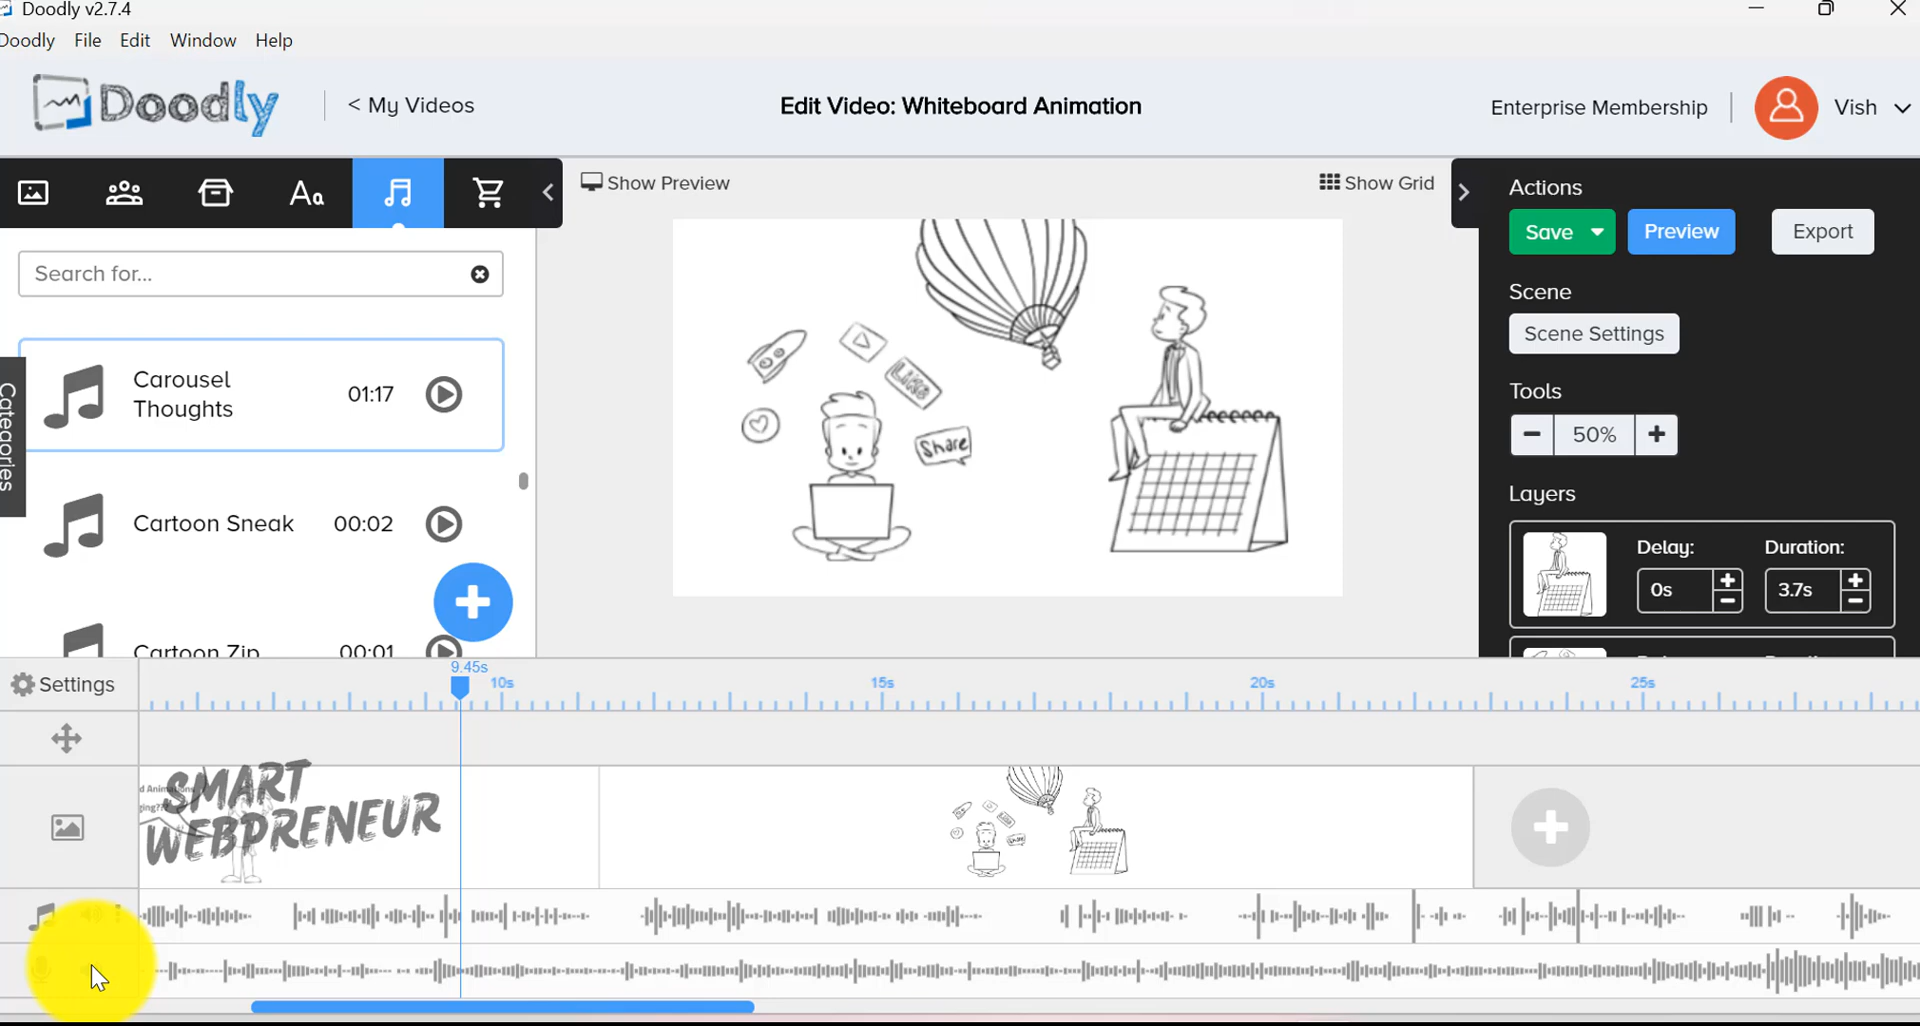 Doodly v2.7.4
Doodly File Edit Window Help
Doodly
< My Videos
Edit Video: Whiteboard Animation
Enterprise Membership
Vish
Aa
Show Preview
Show Grid
Actions
Save
Preview
Export
Search for...
Scene
Scene Settings
Carousel
Thoughts
01:17
Categories
Like
Share
Tools
50%
Cartoon Sneak 00:02
Layers
Delay:
Duration:
0s
3.7s
Cartoon Zip 00:01
9.45s
Settings
10s
15s
20s
25s
d Anim
ging??
SMART
WEBPRENEUR